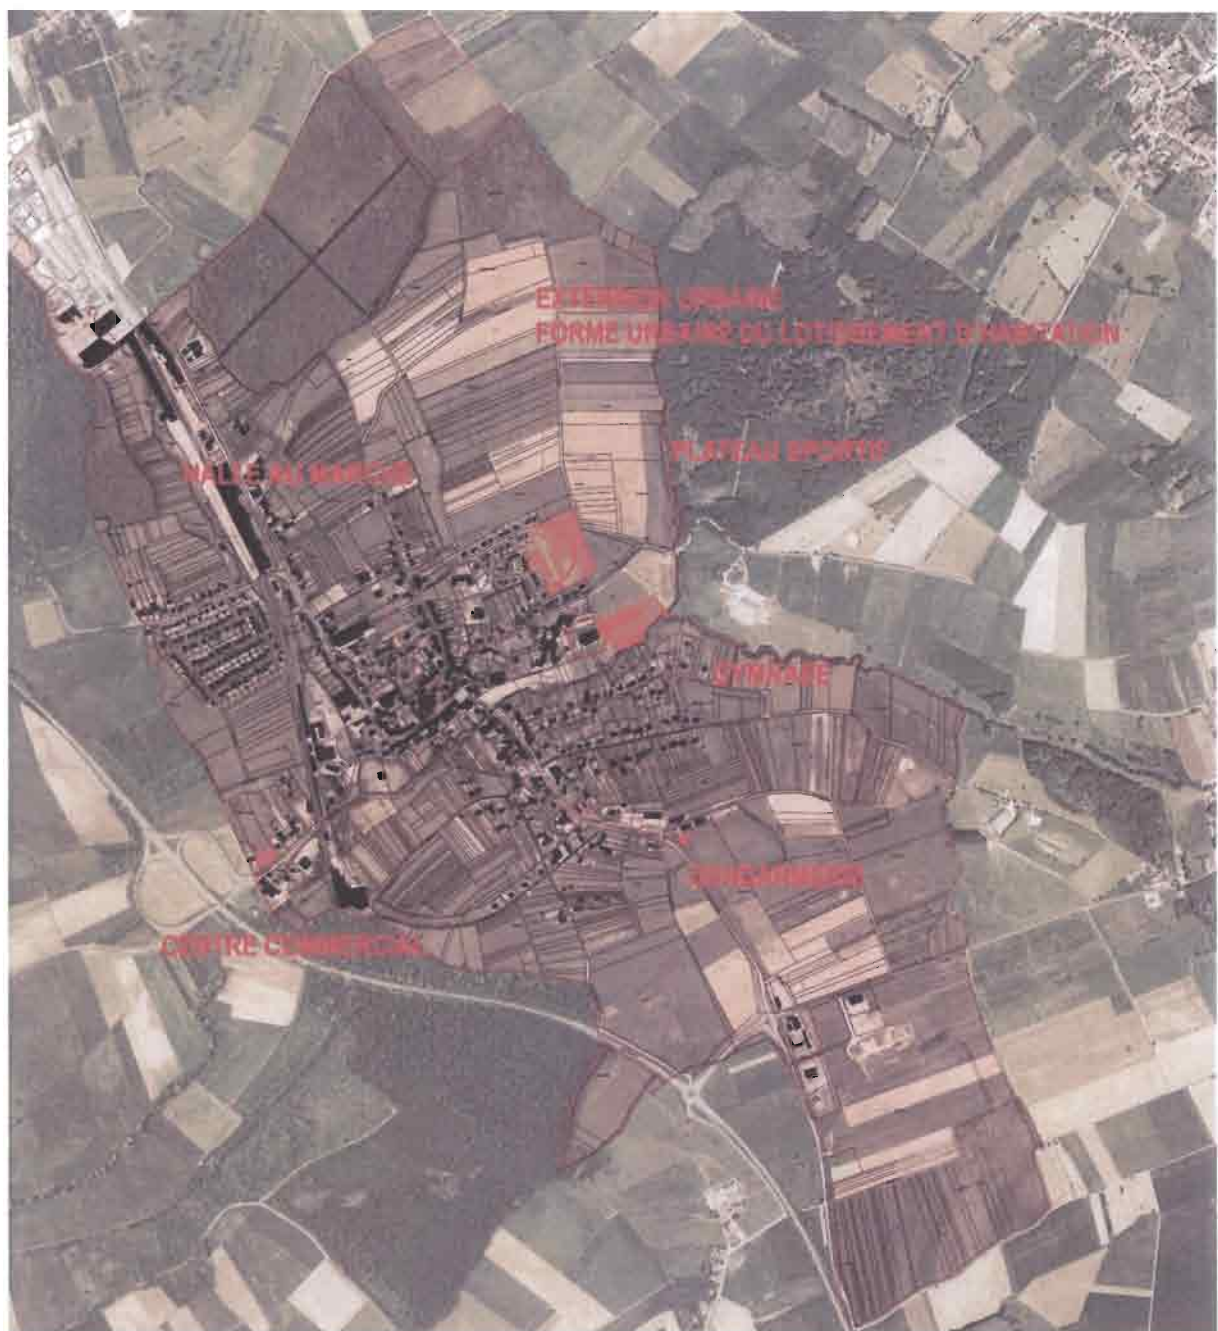 EXTENSION URBAINE
FORME URBAINE DU LOTISSEMENT D'HABITATION
PLATEAU SPORTIF
HALLE AU MARCHE
GYMNASE
GENDARMERIE
CENTRE COMMERCIAL